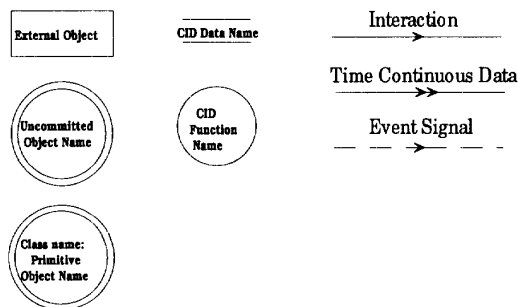 External Object
CID Data Name
Interaction
Time Continuous Data
Uncommitted
Object Name
CID
Function
Name
Event Signal
Class name:
Primitive
Object Name